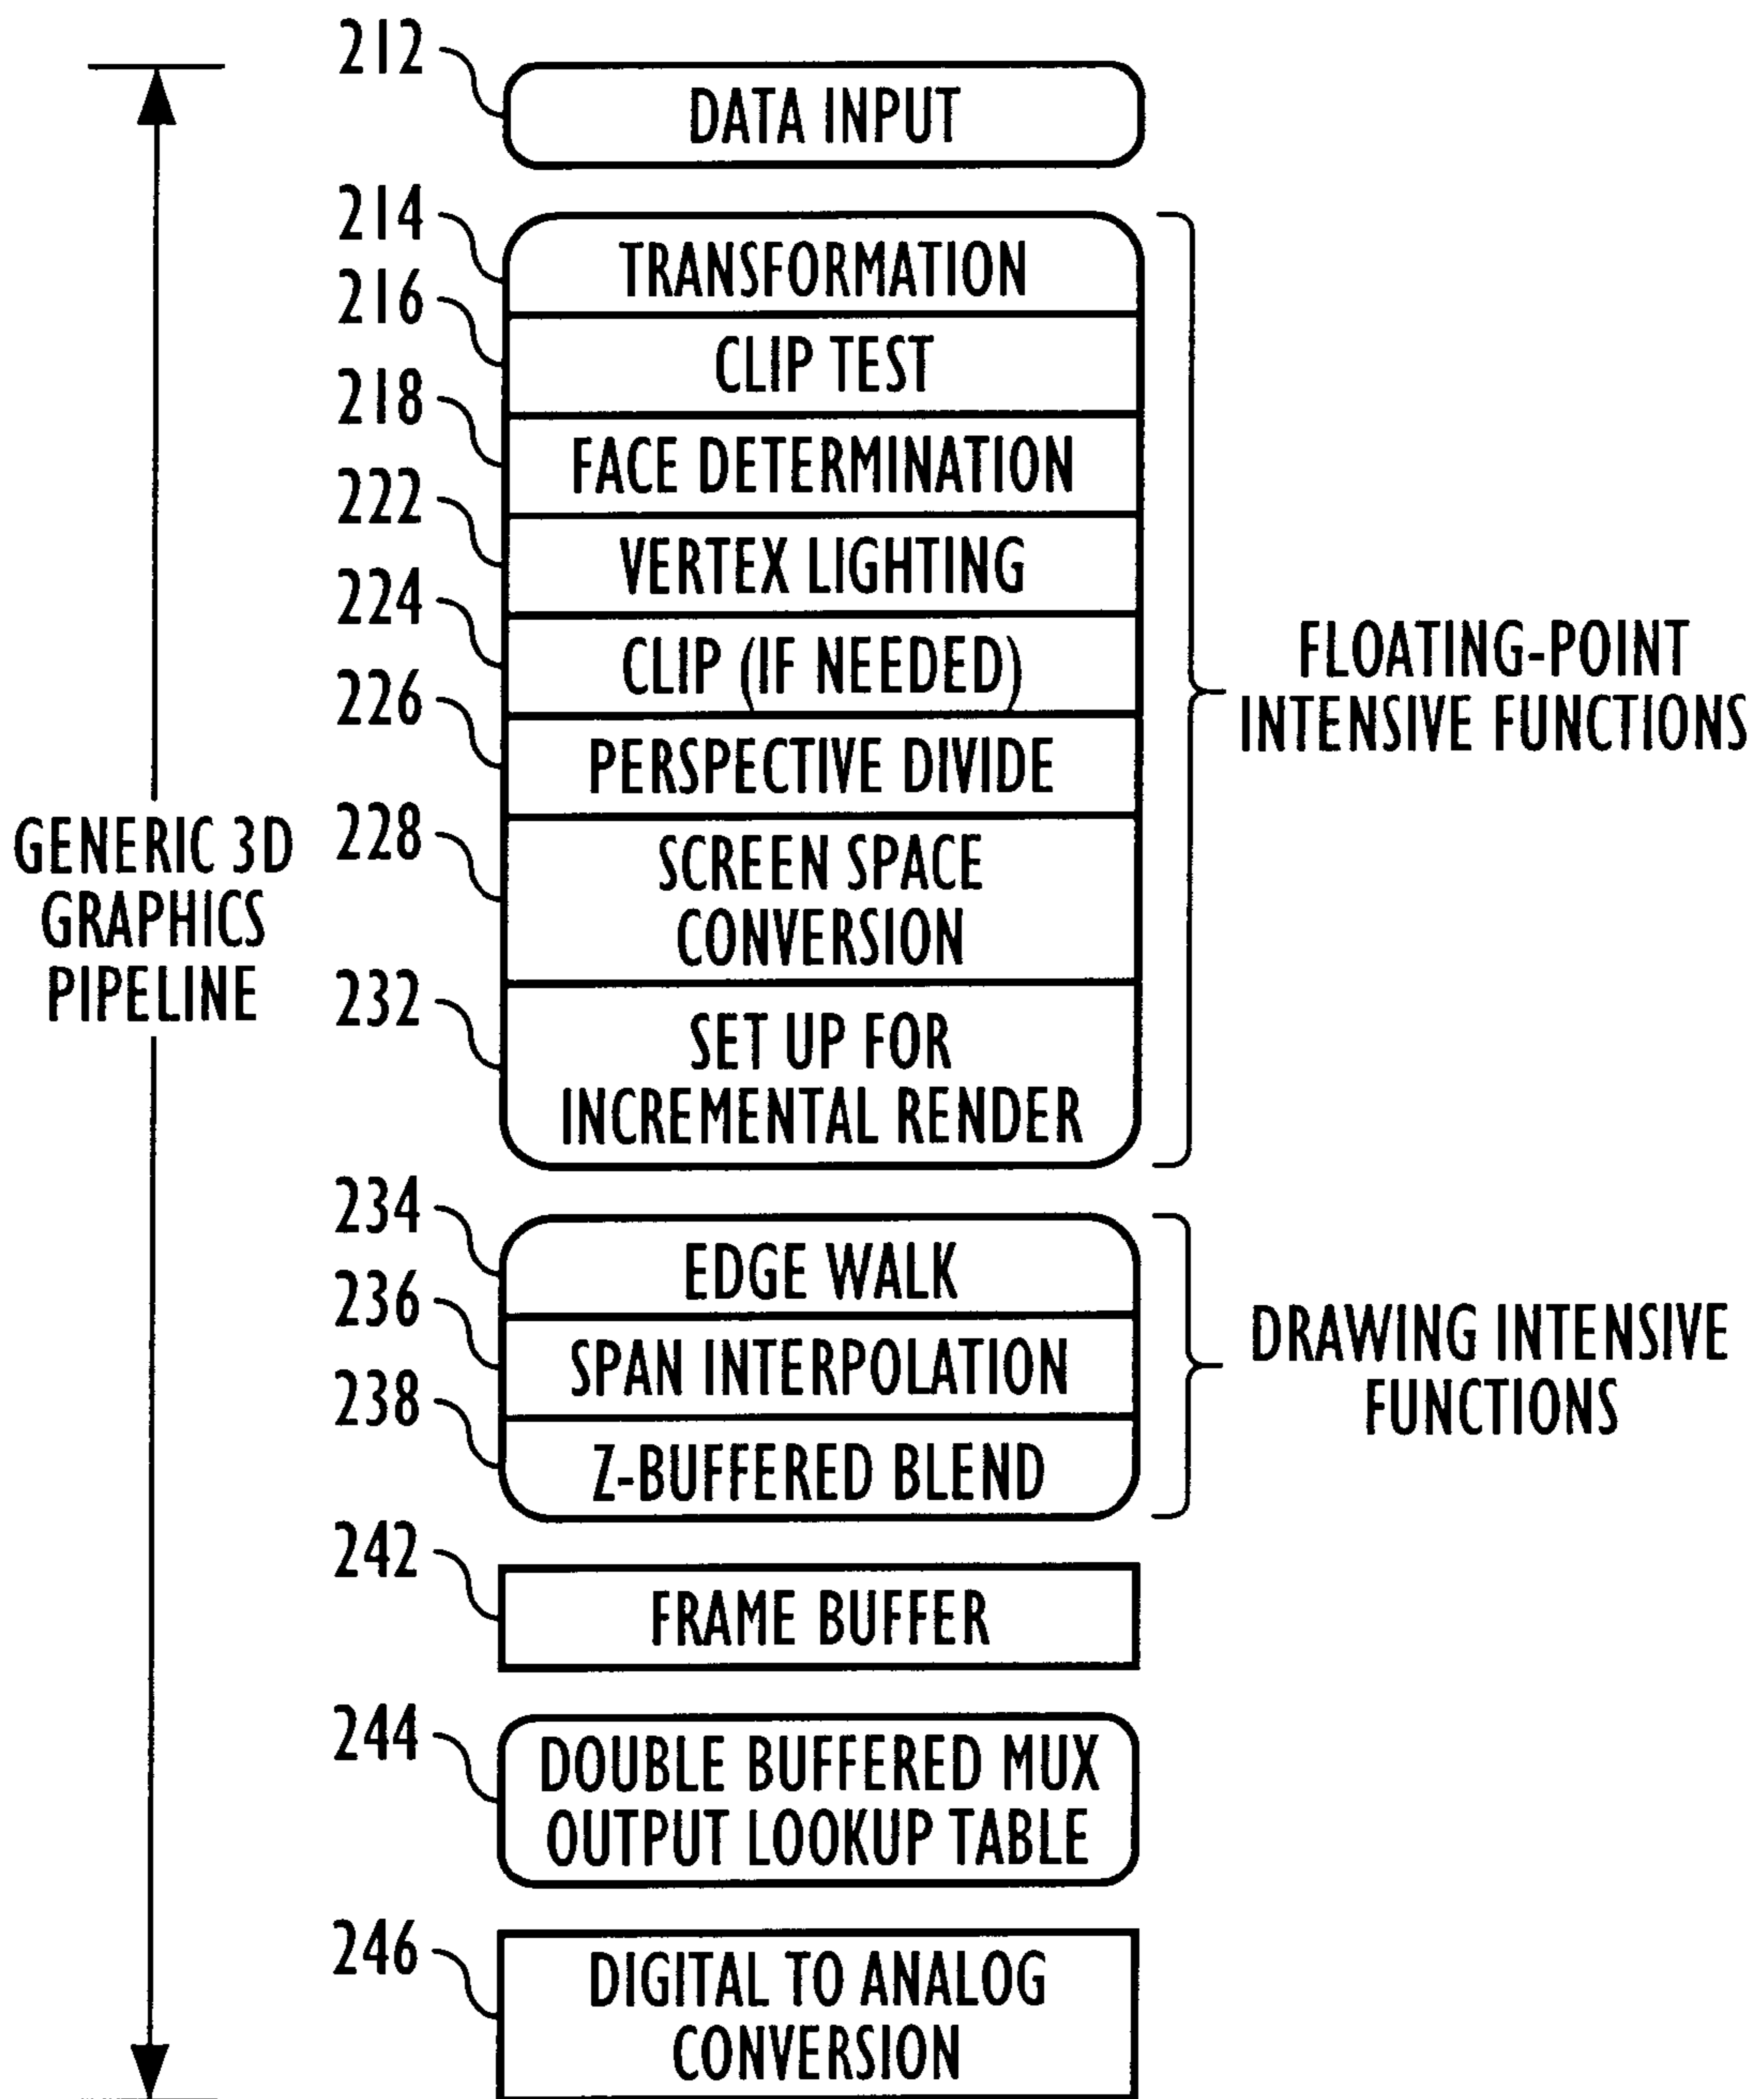 212
DATA INPUT
214
TRANSFORMATION
216
CLIP TEST
218
FACE DETERMINATION
222
VERTEX LIGHTING
224
CLIP (IF NEEDED)
226
PERSPECTIVE DIVIDE
228
SCREEN SPACE
CONVERSION
232
SET UP FOR
INCREMENTAL RENDER
FLOATING-POINT
INTENSIVE FUNCTIONS
GENERIC 3D
GRAPHICS
PIPELINE
234
EDGE WALK
236
SPAN INTERPOLATION
238
Z-BUFFERED BLEND
DRAWING INTENSIVE
FUNCTIONS
242
FRAME BUFFER
244
DOUBLE BUFFERED MUX
OUTPUT LOOKUP TABLE
246
DIGITAL TO ANALOG
CONVERSION